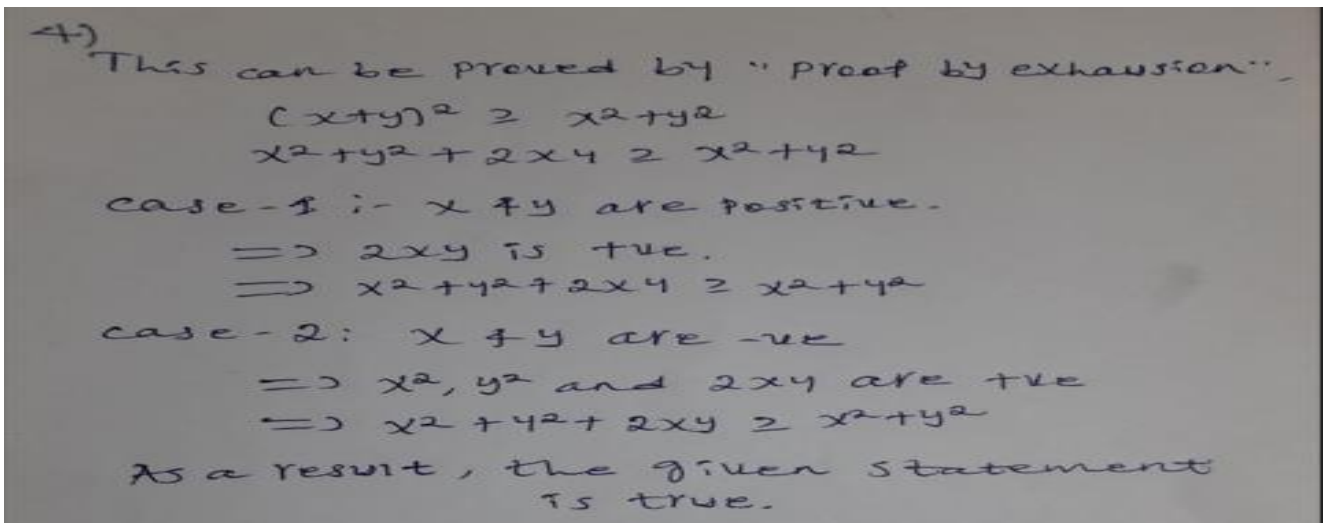 4)
This can be proved by "proof by exhausion".
(x+y)² ≥ x²+y²
x²+y²+2xy ≥ x²+y²
case-1 :- x & y are positive.
=> 2xy is +ve.
=> x²+y²+2xy ≥ x²+y²
case-2: x & y are -ve
=> x², y² and 2xy are +ve
=> x²+y²+2xy ≥ x²+y²
As a result, the given statement
is true.